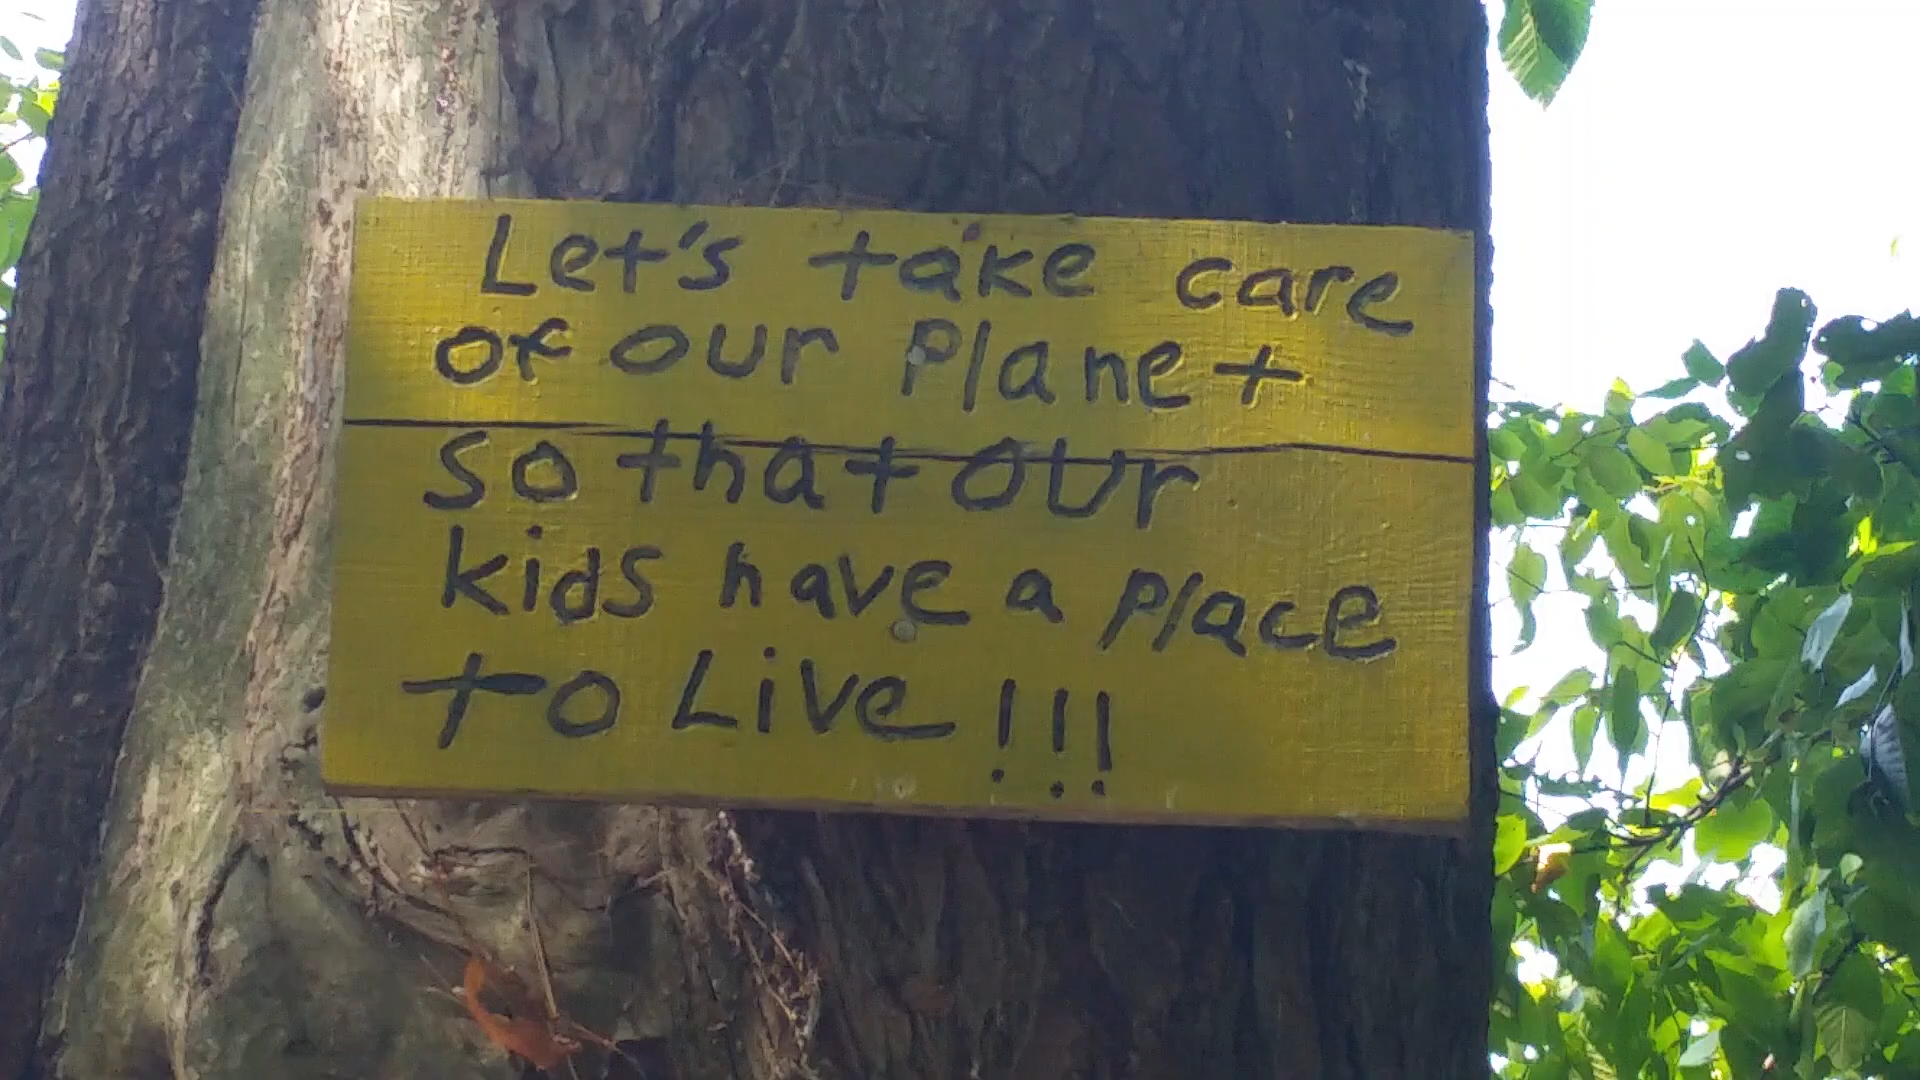 Let's take care
of our Planet
so that our
kids have a place
to Live!!!